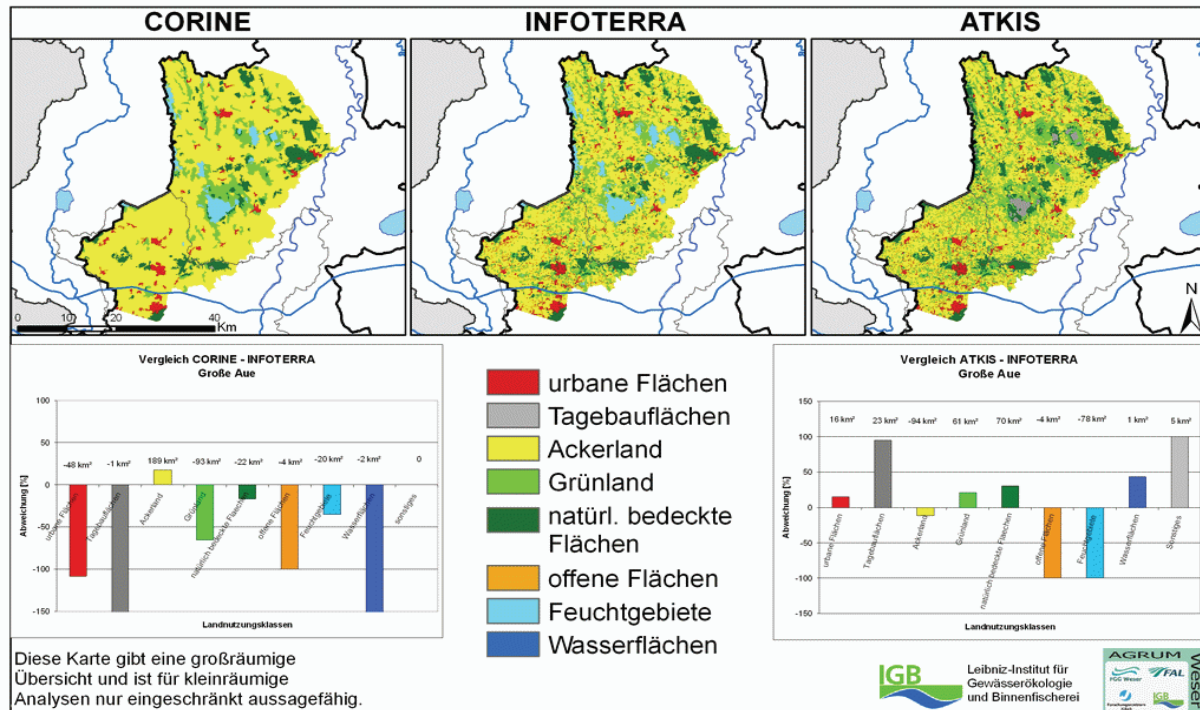 CORINE
INFOTERRA
ATKIS
0 10 20 40
Km
N
Vergleich CORINE - INFOTERRA
Große Aue
Abweichung [%]
100
50
0
-50
-100
-150
-48 km²
-1 km²
189 km²
-93 km²
-22 km²
-4 km²
-20 km²
-2 km²
0
urbane Flächen
Tagebauflächen
Ackerland
Grünland
natürlich bedeckte Flaechen
offene Flächen
Feuchtgebiete
Wasserflächen
sonstiges
Landnutzungsklassen
urbane Flächen
Tagebauflächen
Ackerland
Grünland
natürl. bedeckte
Flächen
offene Flächen
Feuchtgebiete
Wasserflächen
Vergleich ATKIS - INFOTERRA
Große Aue
Abweichung [%]
150
100
50
0
-50
-100
-150
16 km²
23 km²
-94 km²
61 km²
70 km²
-4 km²
-78 km²
1 km²
5 km²
urbane Flächen
Tagebauflächen
Ackerland
Grünland
natürlich bedeckte Flaechen
offene Flächen
Feuchtgebiete
Wasserflächen
Sonstiges
Landnutzungsklassen
Diese Karte gibt eine großräumige
Übersicht und ist für kleinräumige
Analysen nur eingeschränkt aussagefähig.
IGB
Leibniz-Institut für
Gewässerökologie
und Binnenfischerei
AGRUM
Weser
FGG Weser
FAL
IGB